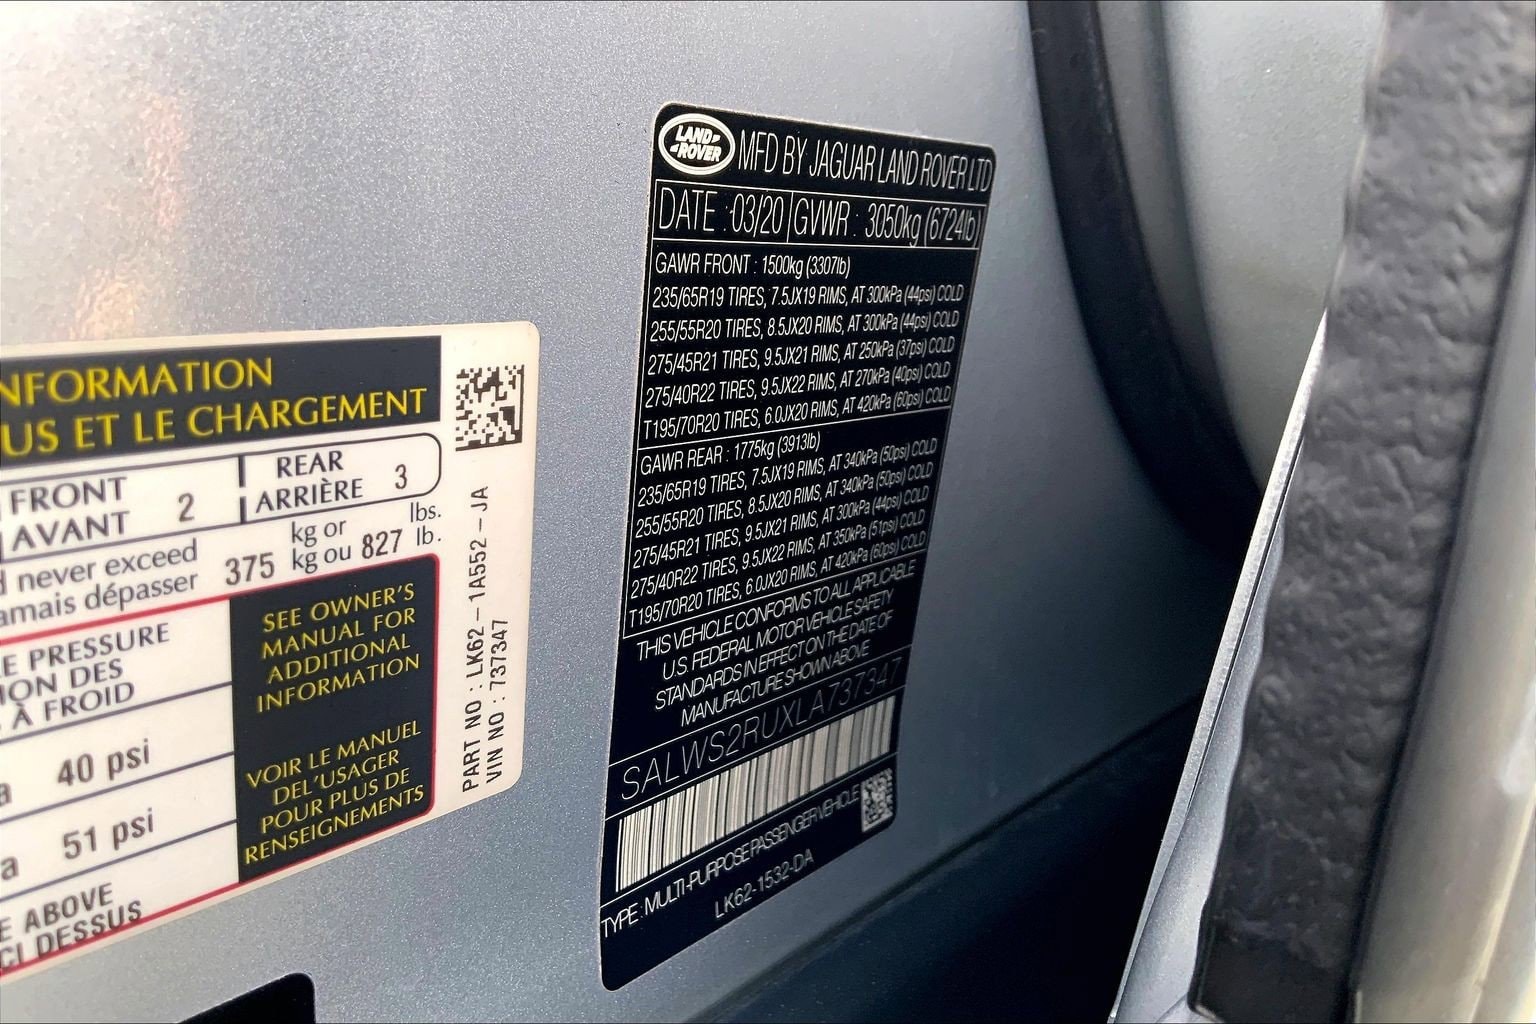 NFORMATION
US ET LE CHARGEMENT
FRONT
AVANT 2
REAR
ARRIÈRE 3
never exceed
amais dépasser 375 kg or
kg ou 827 lbs.
lb.
E PRESSURE
ION DES
À FROID
SEE OWNER'S
MANUAL FOR
ADDITIONAL
INFORMATION
VOIR LE MANUEL
DEL'USAGER
POUR PLUS DE
RENSEIGNEMENTS
a 40 psi
a 51 psi
E ABOVE
CI DESSUS
PART NO : LK62 - 1A552 - JA
VIN NO : 737347
LAND
ROVER
MFD BY JAGUAR LAND ROVER LTD
DATE : 03/20 GVWR : 3050kg (6724lb)
GAWR FRONT : 1500kg (3307lb)
235/65R19 TIRES, 7.5JX19 RIMS, AT 300kPa (44psi) COLD
255/55R20 TIRES, 8.5JX20 RIMS, AT 300kPa (44psi) COLD
275/45R21 TIRES, 9.5JX21 RIMS, AT 250kPa (37psi) COLD
275/40R22 TIRES, 9.5JX22 RIMS, AT 270kPa (40psi) COLD
T195/70R20 TIRES, 6.0JX20 RIMS, AT 420kPa (60psi) COLD
GAWR REAR : 1775kg (3913lb)
235/65R19 TIRES, 7.5JX19 RIMS, AT 340kPa (50psi) COLD
255/55R20 TIRES, 8.5JX20 RIMS, AT 340kPa (50psi) COLD
275/45R21 TIRES, 9.5JX21 RIMS, AT 300kPa (44psi) COLD
275/40R22 TIRES, 9.5JX22 RIMS, AT 350kPa (51psi) COLD
T195/70R20 TIRES, 6.0JX20 RIMS, AT 420kPa (60psi) COLD
THIS VEHICLE CONFORMS TO ALL APPLICABLE
U.S. FEDERAL MOTOR VEHICLE SAFETY
STANDARDS IN EFFECT ON THE DATE OF
MANUFACTURE SHOWN ABOVE
SALWS2RUXLA737347
TYPE : MULTI-PURPOSE PASSENGER VEHICLE
LK62-1532-DA